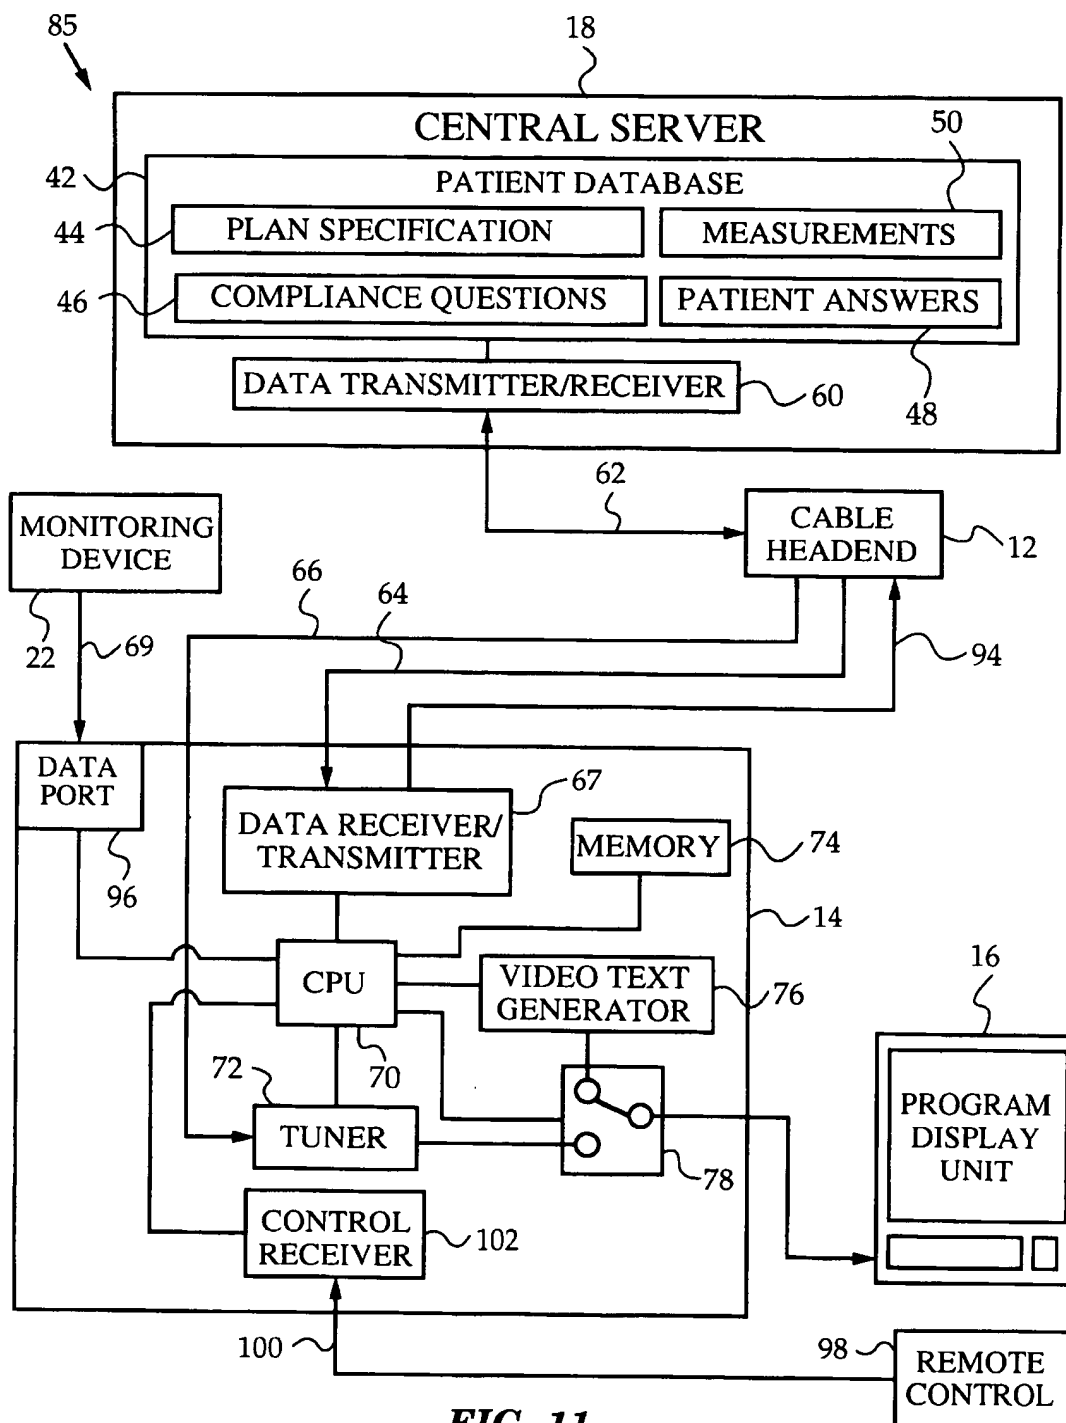 85
18
CENTRAL SERVER
50
42
PATIENT DATABASE
44
PLAN SPECIFICATION
MEASUREMENTS
46
COMPLIANCE QUESTIONS
PATIENT ANSWERS
DATA TRANSMITTER/RECEIVER
60
48
62
MONITORING
DEVICE
CABLE
HEADEND
12
66
64
22
69
94
DATA
PORT
67
DATA RECEIVER/
TRANSMITTER
MEMORY
74
96
14
CPU
VIDEO TEXT
GENERATOR
76
16
72
70
PROGRAM
DISPLAY
UNIT
TUNER
78
CONTROL
RECEIVER
102
100
98
REMOTE
CONTROL
FIG. 11